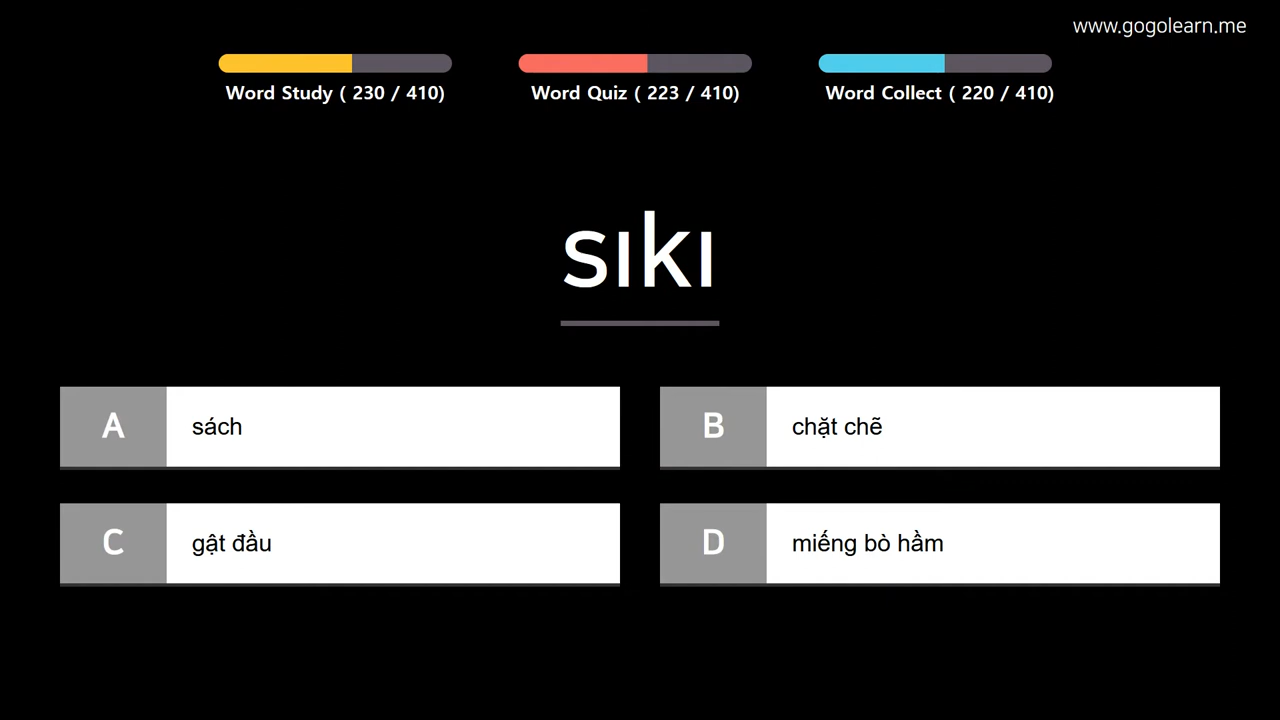 www.gogolearn.me
Word Study ( 230 / 410)
Word Quiz ( 223 / 410)
Word Collect ( 220 / 410)
sıkı
A sách
B chặt chẽ
C gật đầu
D miếng bò hầm